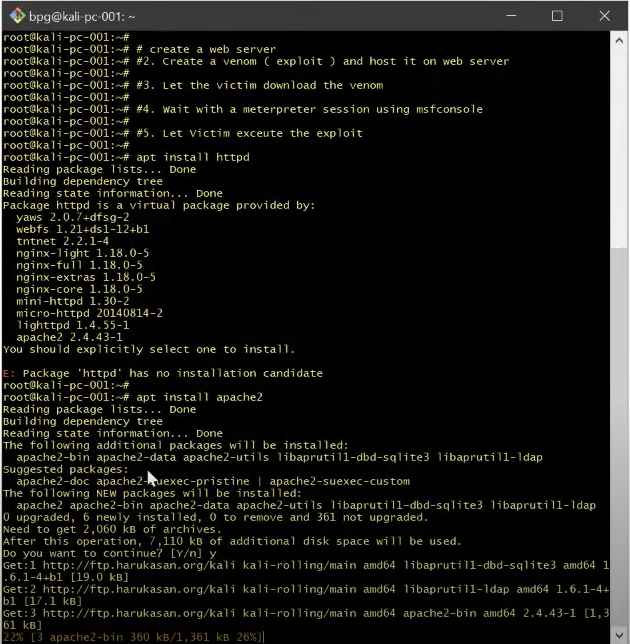 bpg@kali-pc-001: ~
root@kali-pc-001:~#
root@kali-pc-001:~# # create a web server
root@kali-pc-001:~# #2. Create a venom ( exploit ) and host it on web server
root@kali-pc-001:~#
root@kali-pc-001:~# #3. Let the victim download the venom
root@kali-pc-001:~#
root@kali-pc-001:~# #4. Wait with a meterpreter session using msfconsole
root@kali-pc-001:~#
root@kali-pc-001:~# #5. Let Victim exceute the exploit
root@kali-pc-001:~#
root@kali-pc-001:~# apt install httpd
Reading package lists... Done
Building dependency tree
Reading state information... Done
Package httpd is a virtual package provided by:
  yaws 2.0.7+dfsg-2
  webfs 1.21+ds1-12+b1
  tntnet 2.2.1-4
  nginx-light 1.18.0-5
  nginx-full 1.18.0-5
  nginx-extras 1.18.0-5
  nginx-core 1.18.0-5
  mini-httpd 1.30-2
  micro-httpd 20140814-2
  lighttpd 1.4.55-1
  apache2 2.4.43-1
You should explicitly select one to install.
E: Package 'httpd' has no installation candidate
root@kali-pc-001:~#
root@kali-pc-001:~# apt install apache2
Reading package lists... Done
Building dependency tree
Reading state information... Done
The following additional packages will be installed:
  apache2-bin apache2-data apache2-utils libaprutil1-dbd-sqlite3 libaprutil1-ldap
Suggested packages:
  apache2-doc apache2-suexec-pristine | apache2-suexec-custom
The following NEW packages will be installed:
  apache2 apache2-bin apache2-data apache2-utils libaprutil1-dbd-sqlite3 libaprutil1-ldap
0 upgraded, 6 newly installed, 0 to remove and 361 not upgraded.
Need to get 2,060 kB of archives.
After this operation, 7,110 kB of additional disk space will be used.
Do you want to continue? [Y/n] y
Get:1 http://ftp.harukasan.org/kali kali-rolling/main amd64 libaprutil1-dbd-sqlite3 amd64 1
.6.1-4+b1 [19.0 kB]
Get:2 http://ftp.harukasan.org/kali kali-rolling/main amd64 libaprutil1-ldap amd64 1.6.1-4+
b1 [17.1 kB]
Get:3 http://ftp.harukasan.org/kali kali-rolling/main amd64 apache2-bin amd64 2.4.43-1 [1,3
61 kB]
22% [3 apache2-bin 360 kB/1,361 kB 26%]